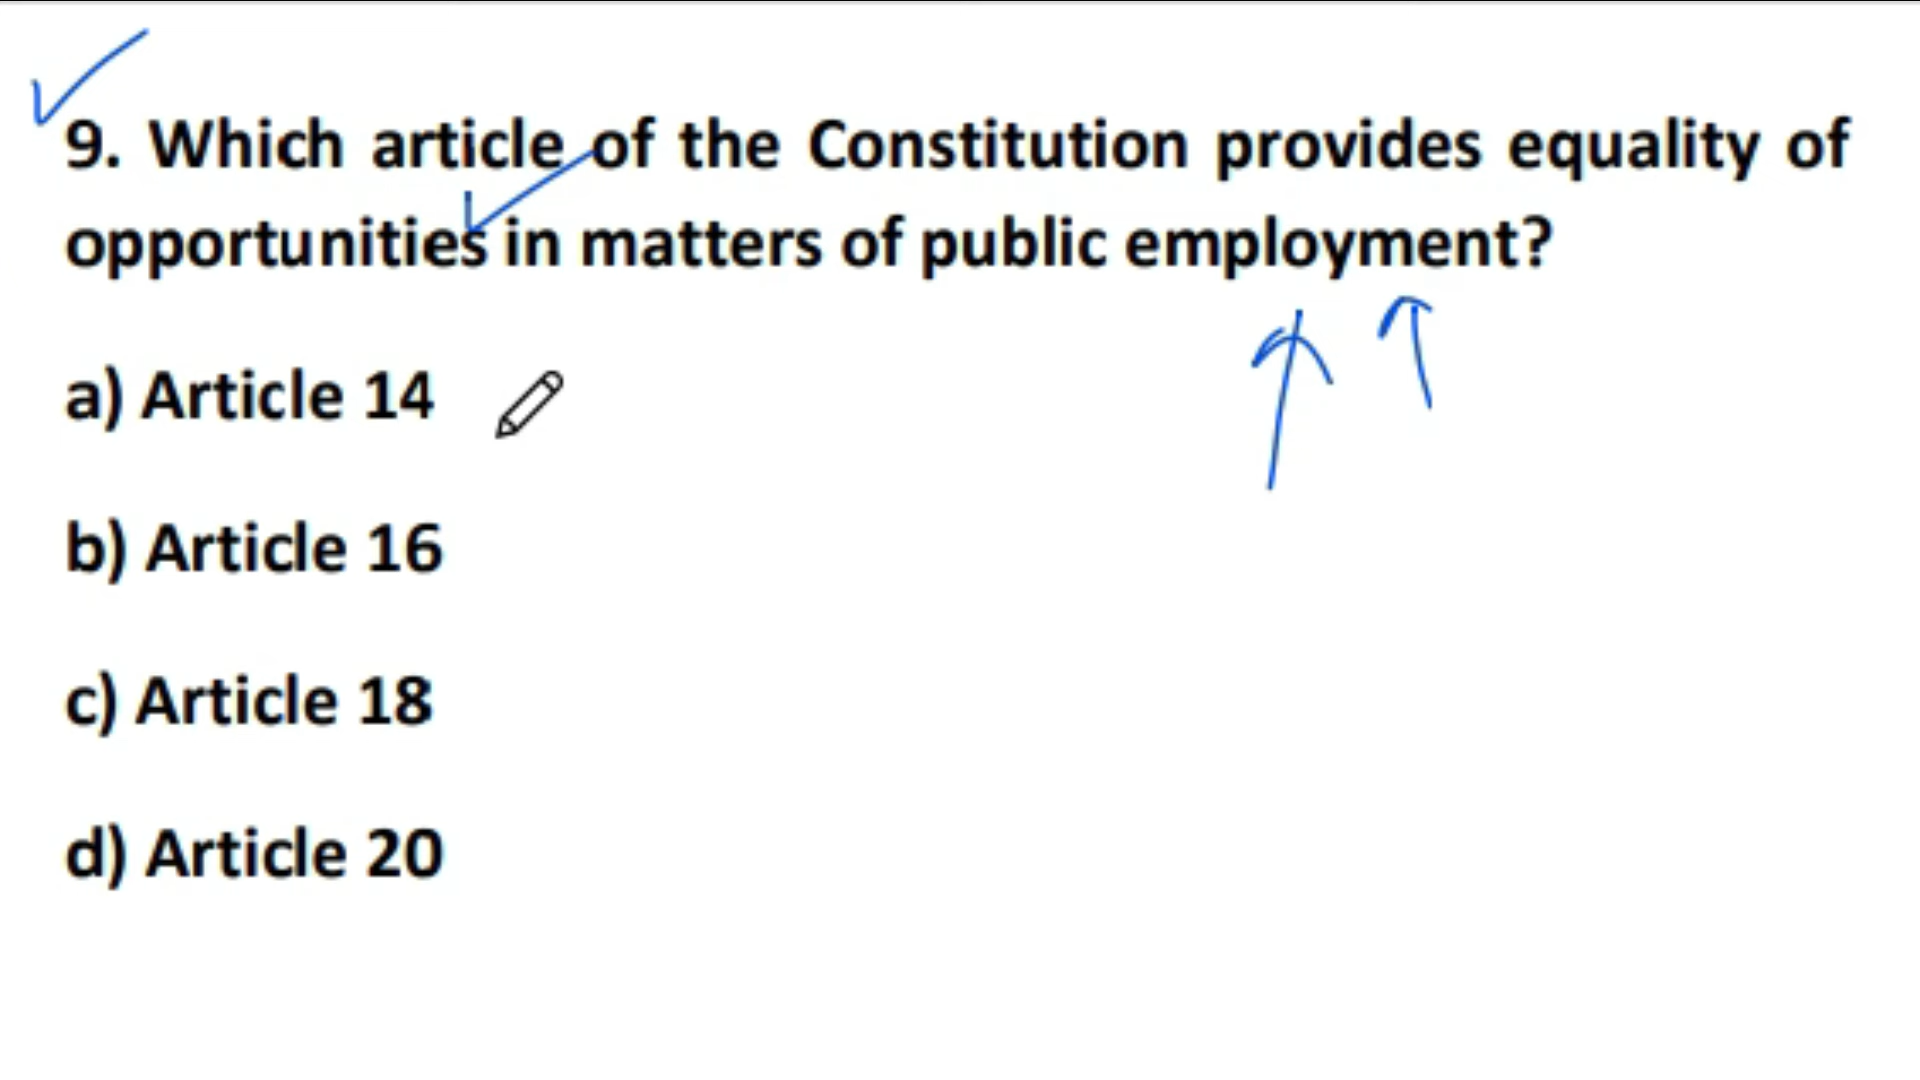 9. Which article of the Constitution provides equality of
opportunities in matters of public employment?
a) Article 14
b) Article 16
c) Article 18
d) Article 20